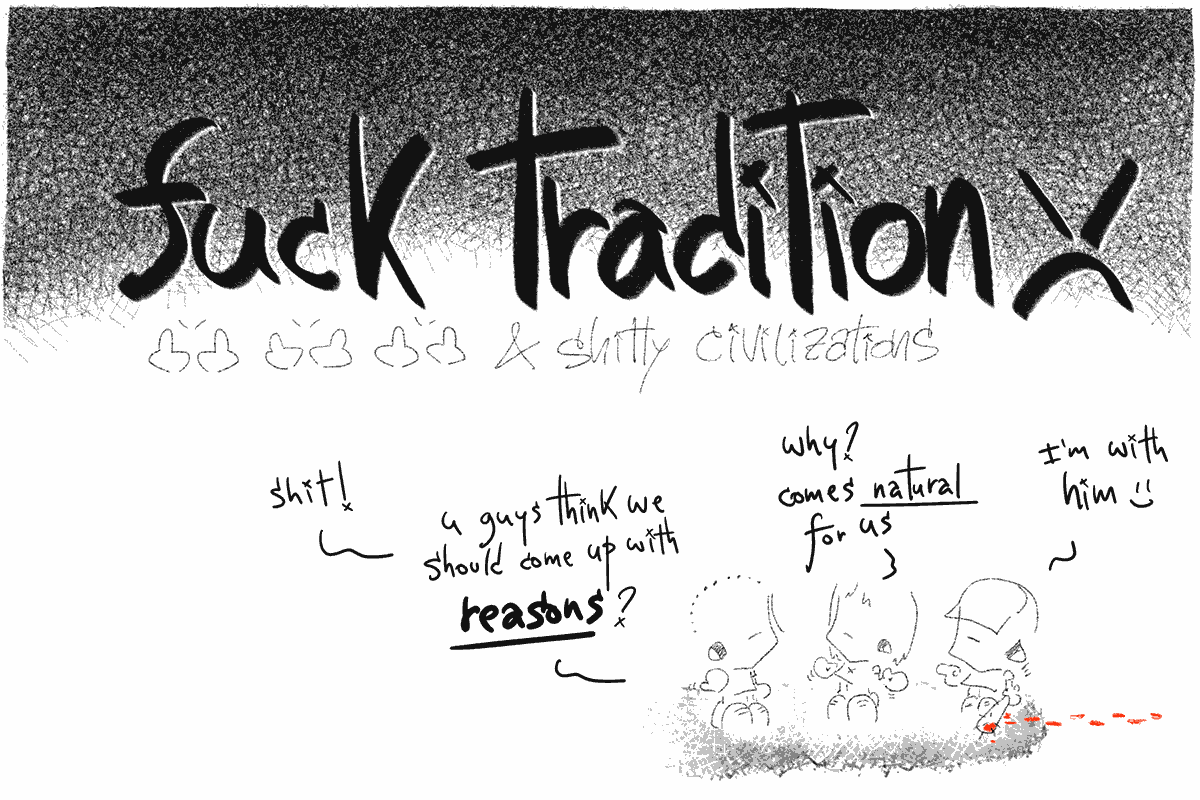 fuck tradition
& shitty civilizations
shit!
u guys think we
should come up with
reasons?
why?
comes natural
for us
I'm with
him :)